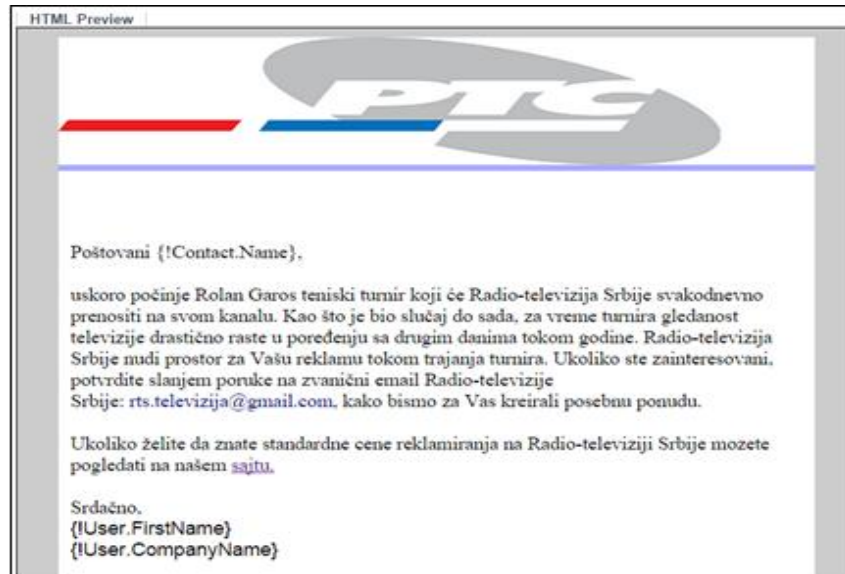 HTML Preview
РТС
Poštovani {!Contact.Name},
uskoro počinje Rolan Garos teniski turnir koji će Radio-televizija Srbije svakodnevno
prenositi na svom kanalu. Kao što je bio slučaj do sada, za vreme turnira gledanost
televizije drastično raste u poređenju sa drugim danima tokom godine. Radio-televizija
Srbije nudi prostor za Vašu reklamu tokom trajanja turnira. Ukoliko ste zainteresovani,
potvrdite slanjem poruke na zvanični email Radio-televizije
Srbije: rts.televizija@gmail.com, kako bismo za Vas kreirali posebnu ponudu.
Ukoliko želite da znate standardne cene reklamiranja na Radio-televiziji Srbije mozete
pogledati na našem sajtu.
Srdačno,
{!User.FirstName}
{!User.CompanyName}